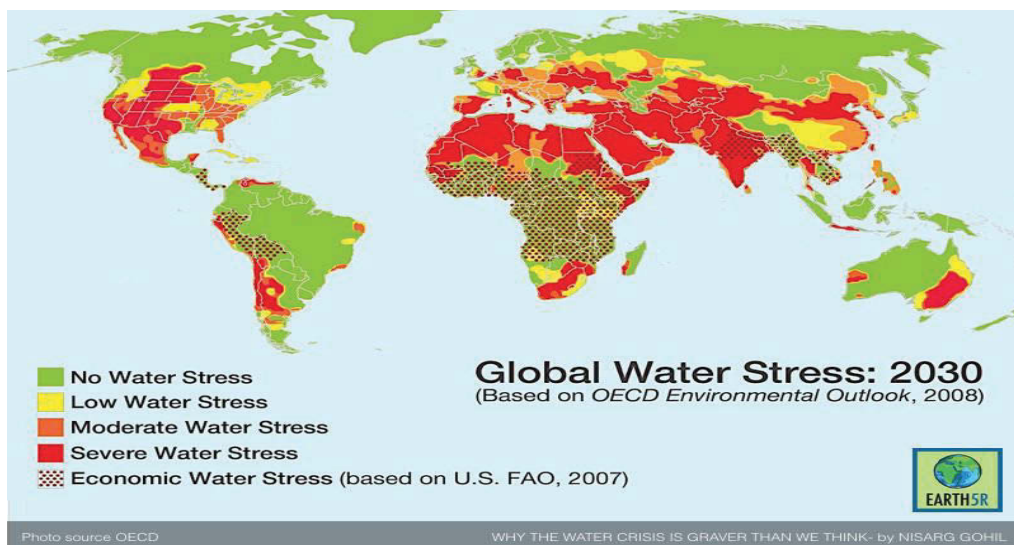 No Water Stress
Low Water Stress
Moderate Water Stress
Severe Water Stress
Economic Water Stress (based on U.S. FAO, 2007)
Global Water Stress: 2030
(Based on OECD Environmental Outlook, 2008)
EARTH5R
Photo source OECD
WHY THE WATER CRISIS IS GRAVER THAN WE THINK- by NISARG GOHIL